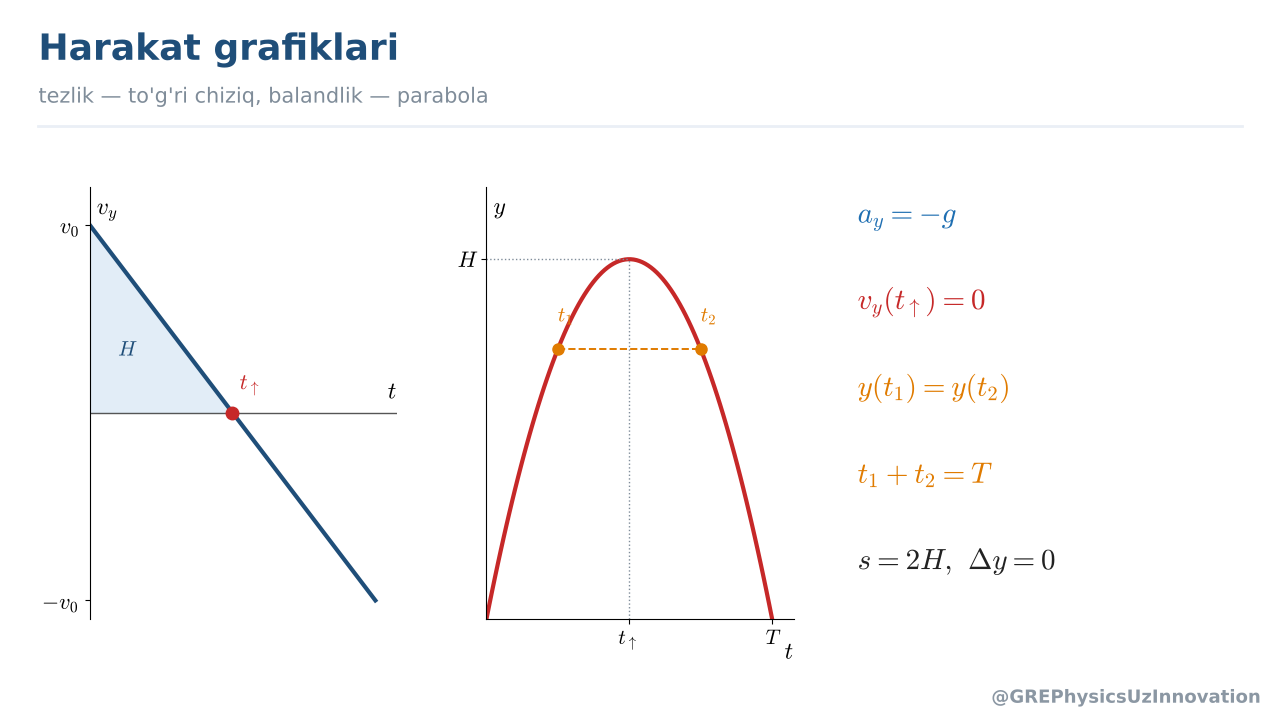 Harakat grafiklari
tezlik — to'g'ri chiziq, balandlik — parabola
v_y
v_0
H
t_↑
t
−v_0
y
H
t_1
t_2
t_↑
T
t
a_y = −g
v_y(t_↑) = 0
y(t_1) = y(t_2)
t_1 + t_2 = T
s = 2H, Δy = 0
@GREPhysicsUzInnovation